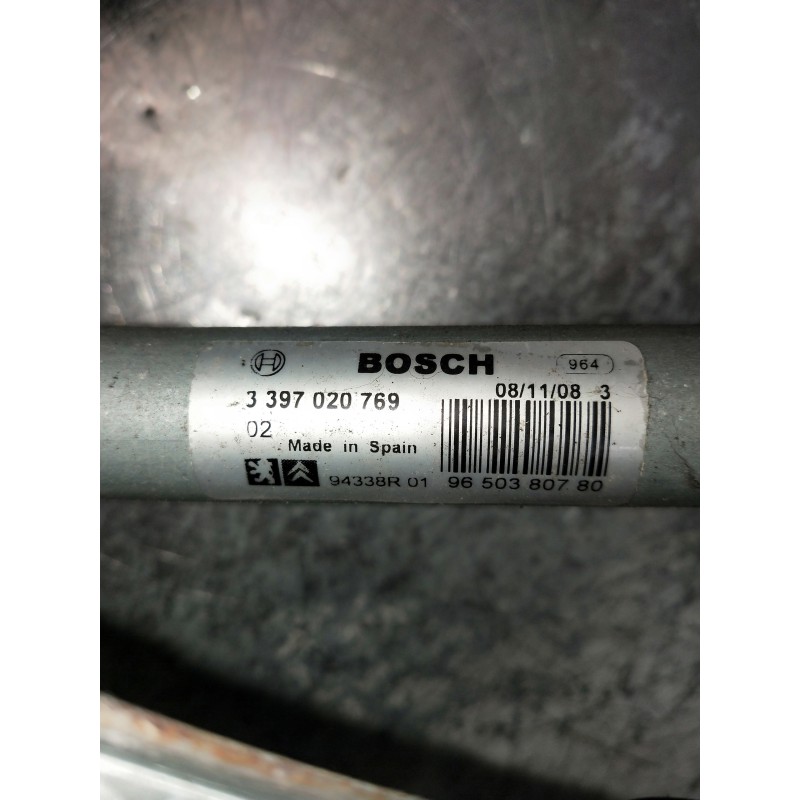 BOSCH
964
3 397 020 769
08/11/08 3
02
Made in Spain
94338R 01
96 503 807 80